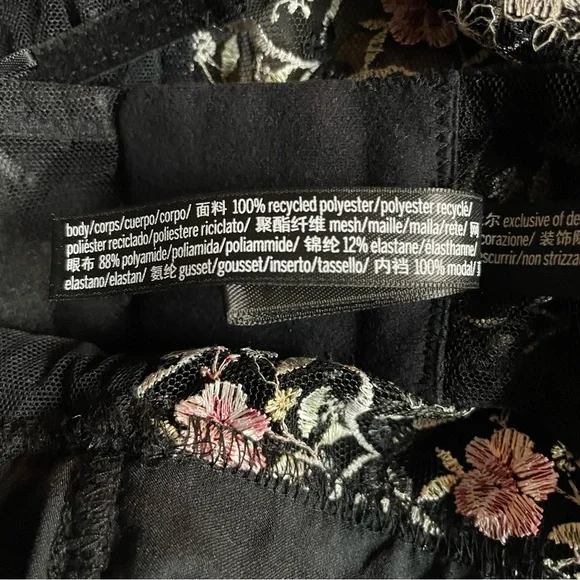 body/corps/cuerpo/corpo/ 面料 100% recycled polyester/polyester recyclé/
poliéster reciclado/poliestere riciclato/ 聚酯纤维 mesh/maille/malla/rete/ 网
眼布 88% polyamide/poliamida/poliammide/ 锦纶 12% elastane/élasthanne/
elastano/elastan/ 氨纶 gusset/gousset/inserto/tassello/ 内裆 100% modal/
尔 exclusive of de
corazione/ 装饰
scurrir/non strizza